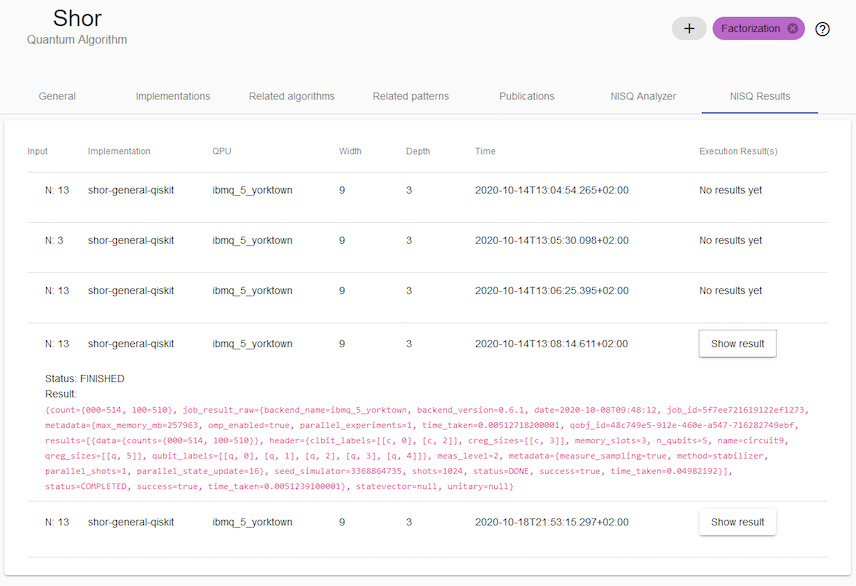 Shor
Quantum Algorithm
+ Factorization
General Implementations Related algorithms Related patterns Publications NISQ Analyzer NISQ Results
Input Implementation QPU Width Depth Time Execution Result(s)
N: 13 shor-general-qiskit ibmq_5_yorktown 9 3 2020-10-14T13:04:54.265+02:00 No results yet
N: 3 shor-general-qiskit ibmq_5_yorktown 9 3 2020-10-14T13:05:30.098+02:00 No results yet
N: 13 shor-general-qiskit ibmq_5_yorktown 9 3 2020-10-14T13:06:25.395+02:00 No results yet
N: 13 shor-general-qiskit ibmq_5_yorktown 9 3 2020-10-14T13:08:14.611+02:00 Show result
Status: FINISHED
Result:
{count={000=514, 100=510}, job_result_raw={backend_name=ibmq_5_yorktown, backend_version=0.6.1, date=2020-10-08T09:48:12, job_id=5f7ee721619122ef1273,
metadata={max_memory_mb=257963, omp_enabled=true, parallel_experiments=1, time_taken=0.00512718200001, qobj_id=48c749e5-912e-460e-a547-716282749ebf,
results=[{data={counts={000=514, 100=510}}, header={clbit_labels=[[c, 0], [c, 2]], creg_sizes=[[c, 3]], memory_slots=3, n_qubits=5, name=circuit9,
qreg_sizes=[[q, 5]], qubit_labels=[[q, 0], [q, 1], [q, 2], [q, 3], [q, 4]]}, meas_level=2, metadata={measure_sampling=true, method=stabilizer,
parallel_shots=1, parallel_state_update=16}, seed_simulator=3368864735, shots=1024, status=DONE, success=true, time_taken=0.04982192}],
status=COMPLETED, success=true, time_taken=0.0051239100001}, statevector=null, unitary=null}
N: 13 shor-general-qiskit ibmq_5_yorktown 9 3 2020-10-18T21:53:15.297+02:00 Show result